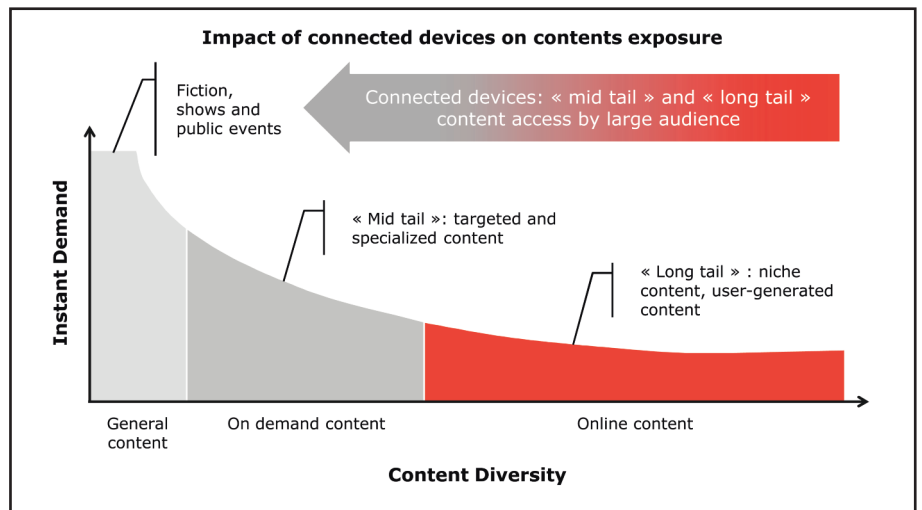 Impact of connected devices on contents exposure
Fiction,
shows and
public events
Connected devices: « mid tail » and « long tail »
content access by large audience
« Mid tail »: targeted and
specialized content
« Long tail » : niche
content, user-generated
content
Instant Demand
General
content
On demand content
Online content
Content Diversity